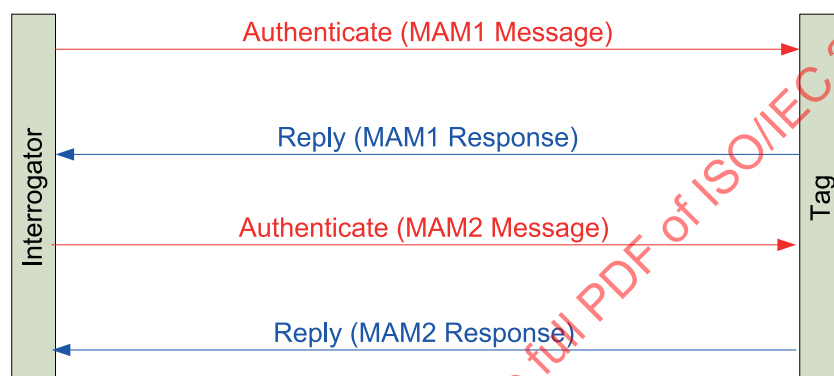 Authenticate (MAM1 Message)
Reply (MAM1 Response)
Authenticate (MAM2 Message)
Reply (MAM2 Response)
Interrogator
Tag
full PDF of ISO/IEC